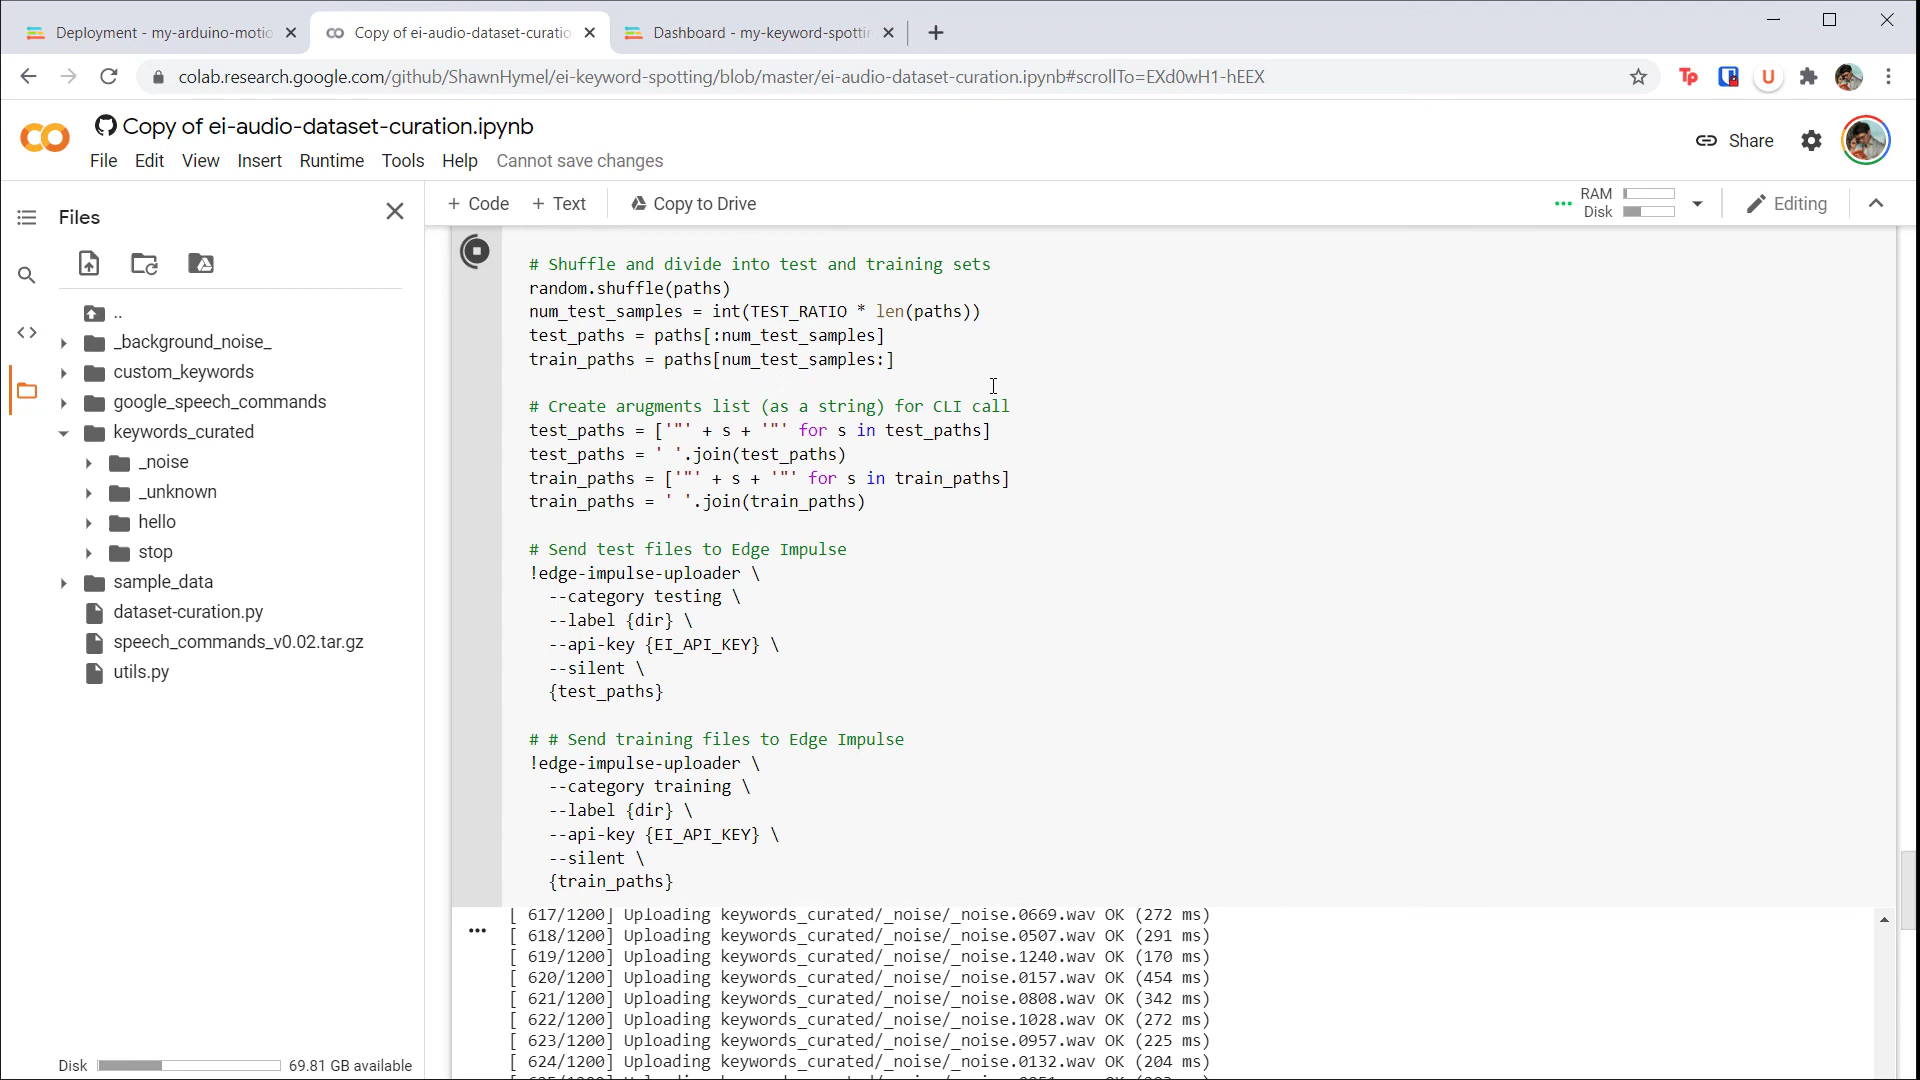 Deployment - my-arduino-motio
Copy of ei-audio-dataset-curatio
Dashboard - my-keyword-spotti
colab.research.google.com/github/ShawnHymel/ei-keyword-spotting/blob/master/ei-audio-dataset-curation.ipynb#scrollTo=EXd0wH1-hEEX
Tp
U
Copy of ei-audio-dataset-curation.ipynb
Share
File Edit View Insert Runtime Tools Help Cannot save changes
Files
+ Code + Text Copy to Drive
RAM
Disk
Editing
..
_background_noise_
custom_keywords
google_speech_commands
keywords_curated
_noise
_unknown
hello
stop
sample_data
dataset-curation.py
speech_commands_v0.02.tar.gz
utils.py
Disk 69.81 GB available
# Shuffle and divide into test and training sets
random.shuffle(paths)
num_test_samples = int(TEST_RATIO * len(paths))
test_paths = paths[:num_test_samples]
train_paths = paths[num_test_samples:]
# Create arugments list (as a string) for CLI call
test_paths = ['"' + s + '"' for s in test_paths]
test_paths = ' '.join(test_paths)
train_paths = ['"' + s + '"' for s in train_paths]
train_paths = ' '.join(train_paths)
# Send test files to Edge Impulse
!edge-impulse-uploader \
--category testing \
--label {dir} \
--api-key {EI_API_KEY} \
--silent \
{test_paths}
# # Send training files to Edge Impulse
!edge-impulse-uploader \
--category training \
--label {dir} \
--api-key {EI_API_KEY} \
--silent \
{train_paths}
[ 617/1200] Uploading keywords_curated/_noise/_noise.0669.wav OK (272 ms)
[ 618/1200] Uploading keywords_curated/_noise/_noise.0507.wav OK (291 ms)
[ 619/1200] Uploading keywords_curated/_noise/_noise.1240.wav OK (170 ms)
[ 620/1200] Uploading keywords_curated/_noise/_noise.0157.wav OK (454 ms)
[ 621/1200] Uploading keywords_curated/_noise/_noise.0808.wav OK (342 ms)
[ 622/1200] Uploading keywords_curated/_noise/_noise.1028.wav OK (272 ms)
[ 623/1200] Uploading keywords_curated/_noise/_noise.0957.wav OK (225 ms)
[ 624/1200] Uploading keywords_curated/_noise/_noise.0132.wav OK (204 ms)